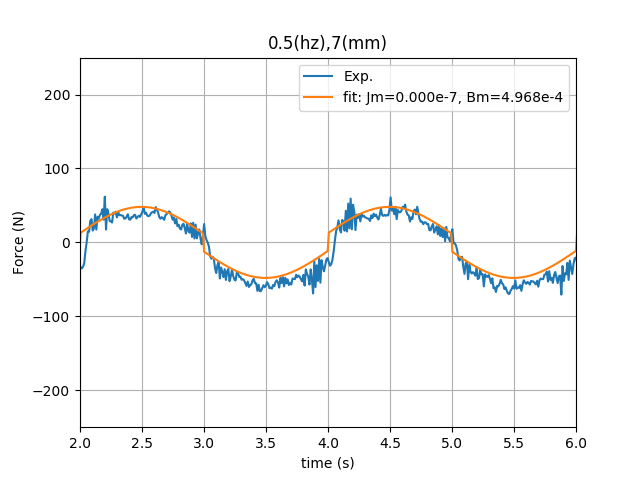 0.5(hz),7(mm)
Exp.
fit: Jm=0.000e-7, Bm=4.968e-4
Force (N)
200
100
0
−100
−200
2.0 2.5 3.0 3.5 4.0 4.5 5.0 5.5 6.0
time (s)